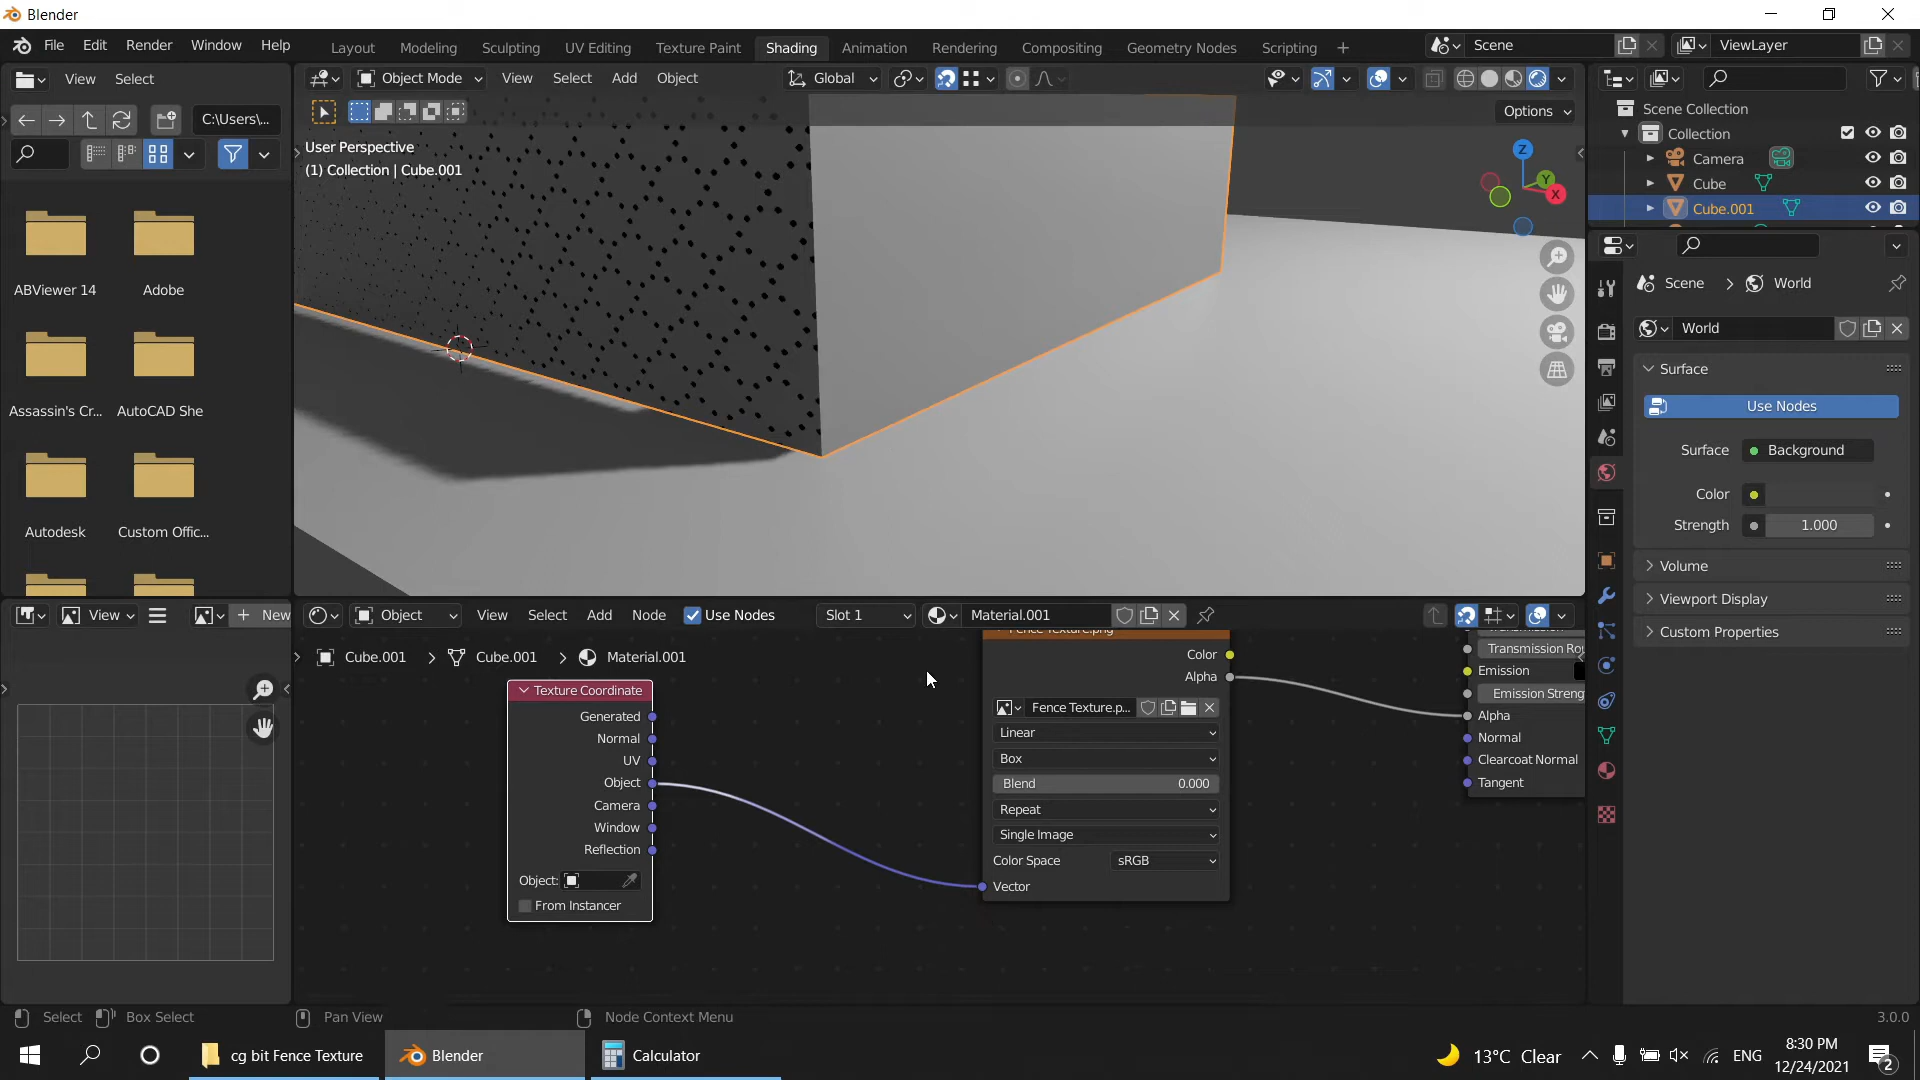 Blender
File Edit Render Window Help
Layout Modeling Sculpting UV Editing Texture Paint Shading Animation Rendering Compositing Geometry Nodes Scripting +
Scene
ViewLayer
View Select
Object Mode View Select Add Object
Global
Options
C:\Users\...
User Perspective
(1) Collection | Cube.001
Z
Y
X
Scene Collection
Collection
Camera
Cube
Cube.001
ABViewer 14
Adobe
Assassin's Cr...
AutoCAD She
Autodesk
Custom Offic...
Scene > World
World
Surface
Use Nodes
Surface Background
Color
Strength 1.000
Volume
Viewport Display
Custom Properties
View
+ New
Object View Select Add Node Use Nodes
Slot 1
Material.001
Cube.001 > Cube.001 > Material.001
Texture Coordinate
Generated
Normal
UV
Object
Camera
Window
Reflection
Object:
From Instancer
Fence Texture.png
Color
Alpha
Fence Texture.p...
Linear
Box
Blend 0.000
Repeat
Single Image
Color Space sRGB
Vector
Transmission
Transmission Rou
Emission
Emission Streng
Alpha
Normal
Clearcoat Normal
Tangent
Select
Box Select
Pan View
Node Context Menu
3.0.0
cg bit Fence Texture
Blender
Calculator
13°C Clear
ENG
8:30 PM
12/24/2021
2